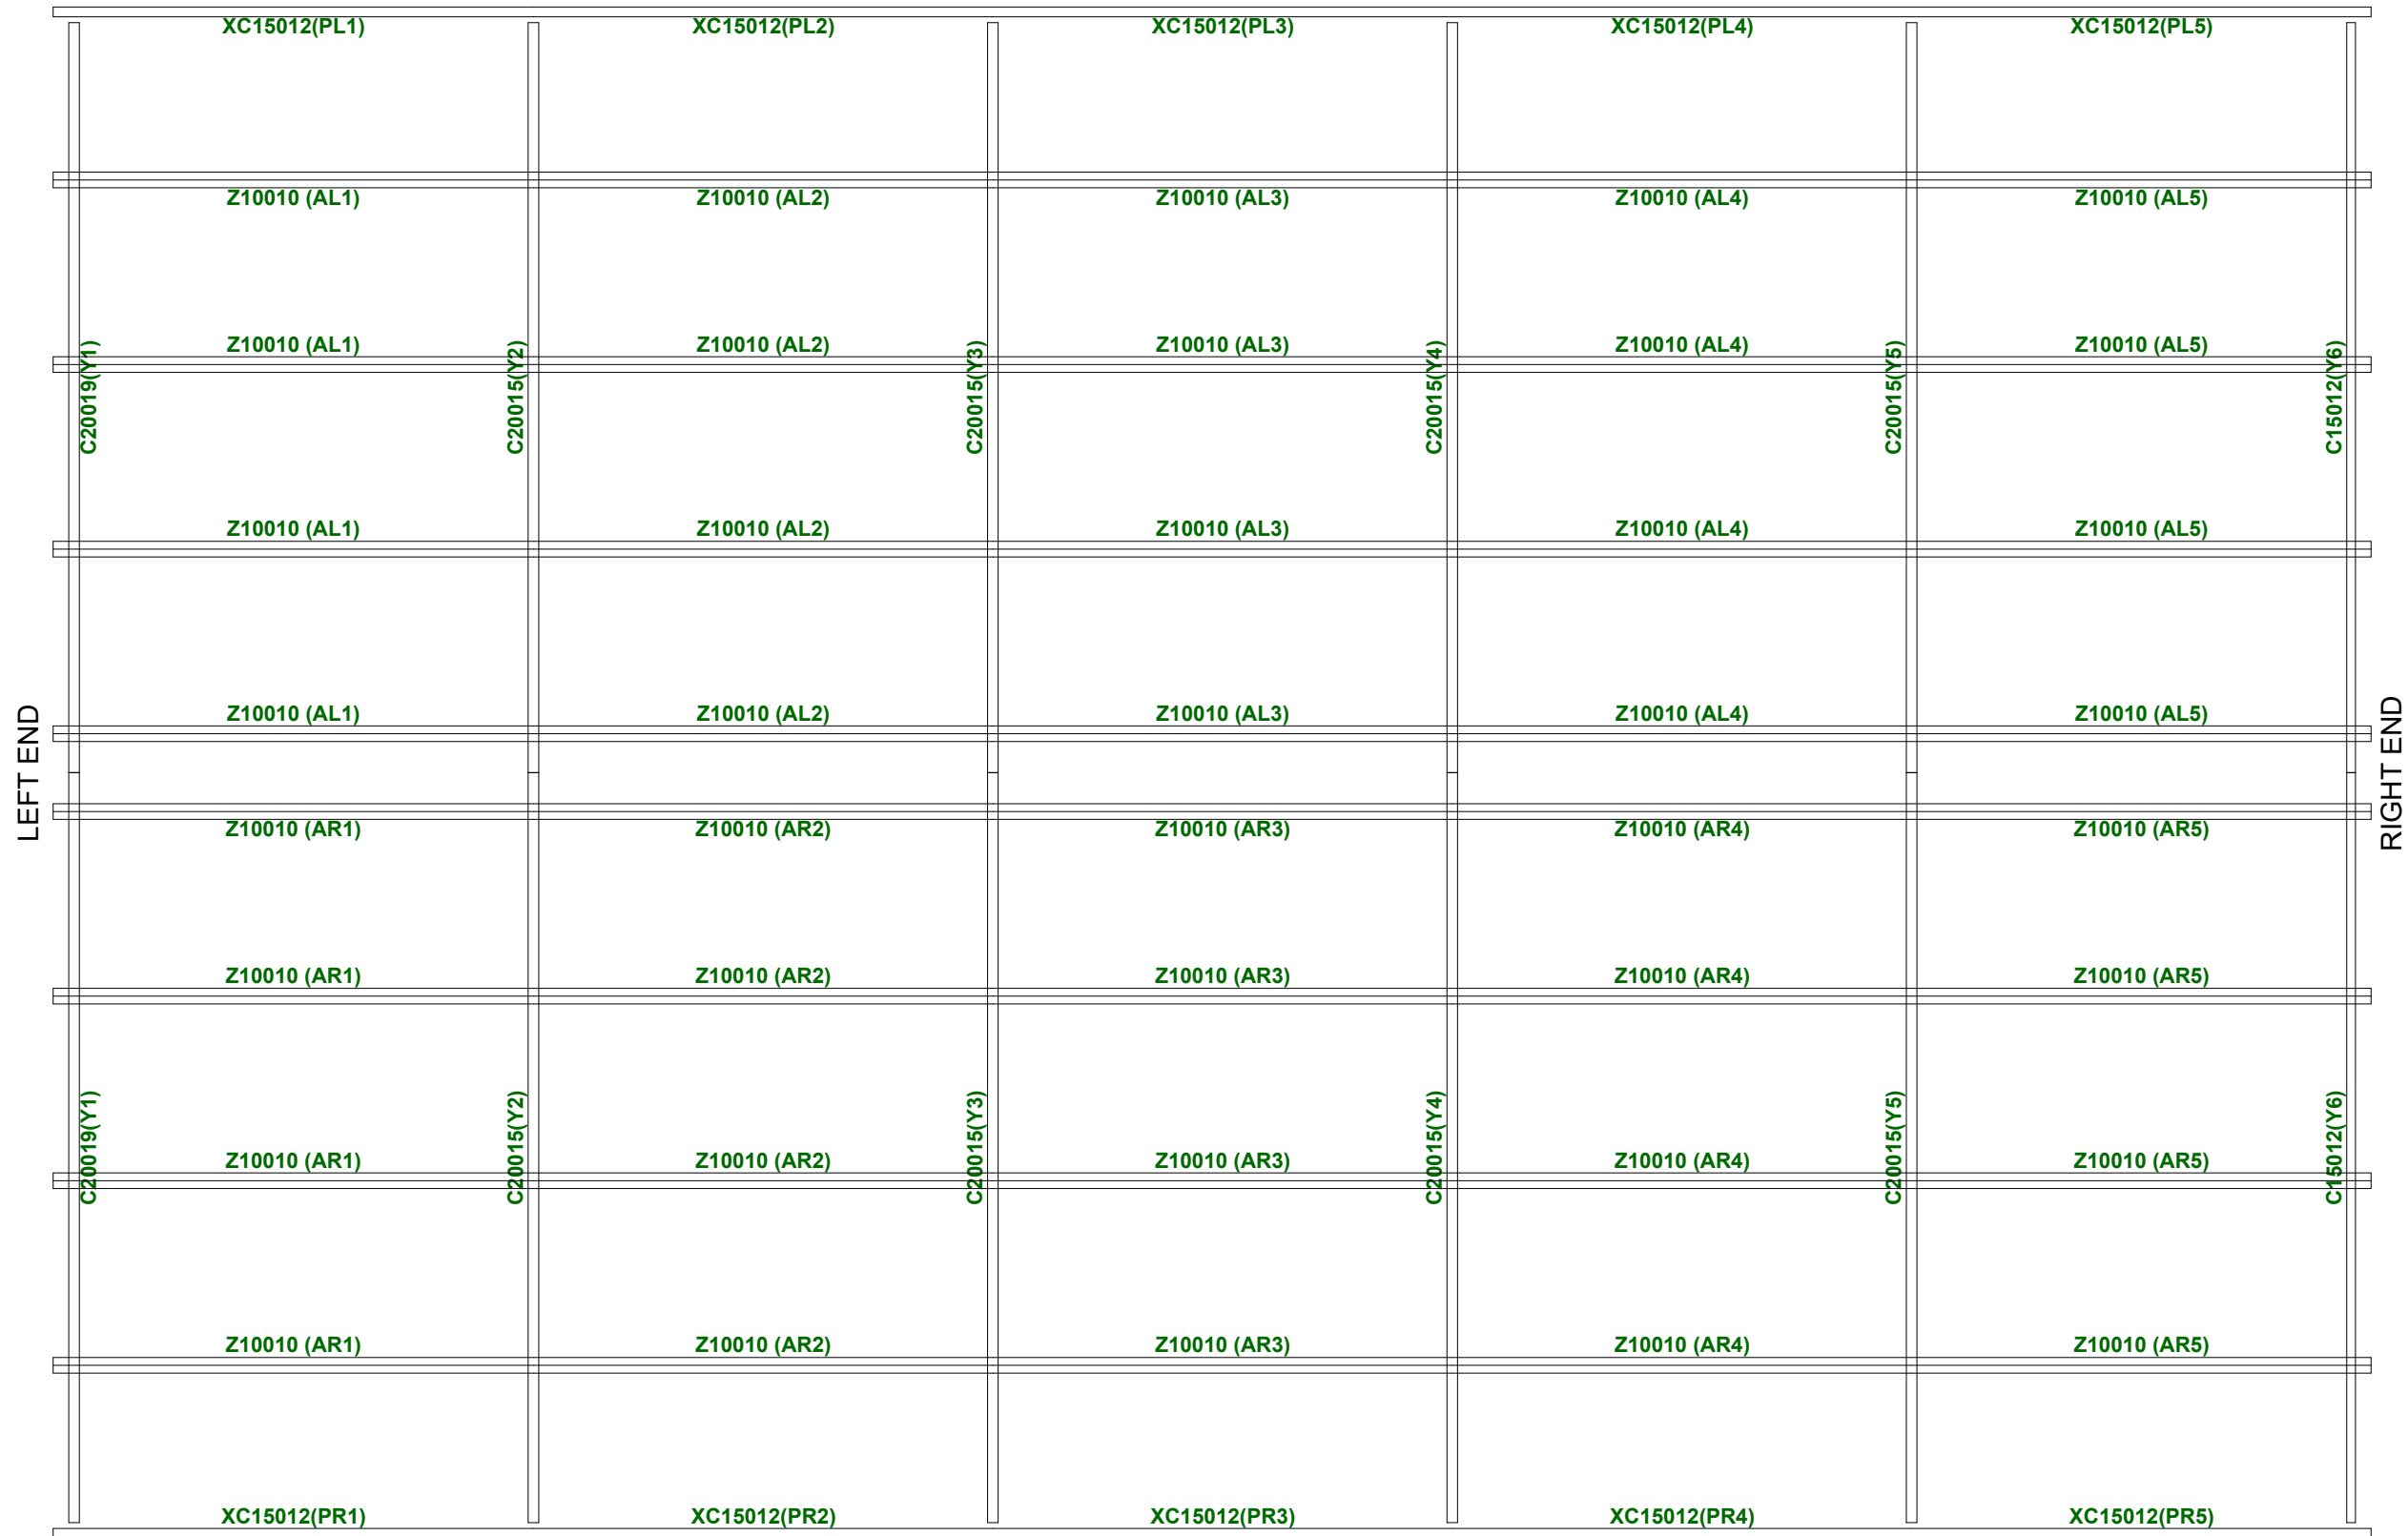 XC15012(PL1) XC15012(PL2) XC15012(PL3) XC15012(PL4) XC15012(PL5)
Z10010 (AL1) Z10010 (AL2) Z10010 (AL3) Z10010 (AL4) Z10010 (AL5)
Z10010 (AL1) Z10010 (AL2) Z10010 (AL3) Z10010 (AL4) Z10010 (AL5)
C20019(Y1) C20015(Y2) C20015(Y3) C20015(Y4) C20015(Y5) C15012(Y6)
Z10010 (AL1) Z10010 (AL2) Z10010 (AL3) Z10010 (AL4) Z10010 (AL5)
Z10010 (AL1) Z10010 (AL2) Z10010 (AL3) Z10010 (AL4) Z10010 (AL5)
LEFT END
RIGHT END
Z10010 (AR1) Z10010 (AR2) Z10010 (AR3) Z10010 (AR4) Z10010 (AR5)
Z10010 (AR1) Z10010 (AR2) Z10010 (AR3) Z10010 (AR4) Z10010 (AR5)
C20019(Y1) C20015(Y2) C20015(Y3) C20015(Y4) C20015(Y5) C15012(Y6)
Z10010 (AR1) Z10010 (AR2) Z10010 (AR3) Z10010 (AR4) Z10010 (AR5)
Z10010 (AR1) Z10010 (AR2) Z10010 (AR3) Z10010 (AR4) Z10010 (AR5)
XC15012(PR1) XC15012(PR2) XC15012(PR3) XC15012(PR4) XC15012(PR5)